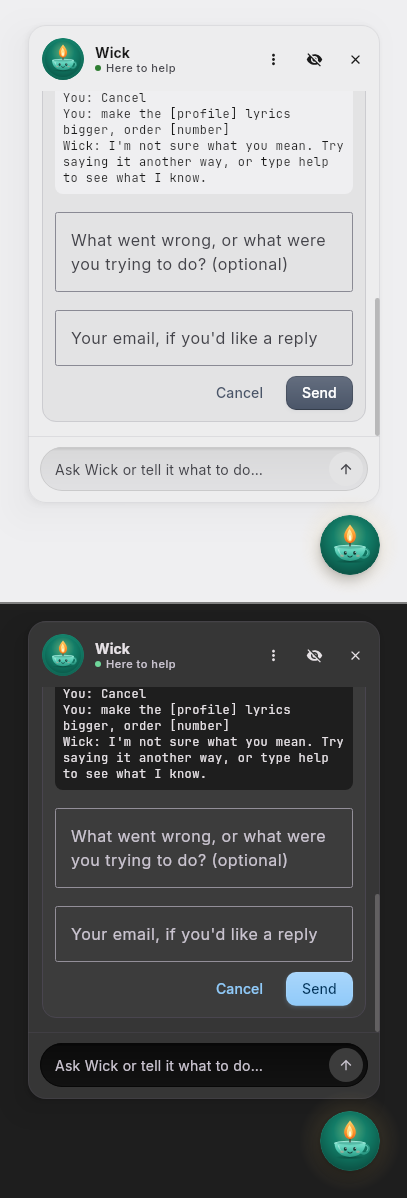 Wick
Here to help
You: Cancel
You: make the [profile] lyrics
bigger, order [number]
Wick: I'm not sure what you mean. Try
saying it another way, or type help
to see what I know.
What went wrong, or what were
you trying to do? (optional)
Your email, if you'd like a reply
Cancel Send
Ask Wick or tell it what to do...
Wick
Here to help
You: Cancel
You: make the [profile] lyrics
bigger, order [number]
Wick: I'm not sure what you mean. Try
saying it another way, or type help
to see what I know.
What went wrong, or what were
you trying to do? (optional)
Your email, if you'd like a reply
Cancel Send
Ask Wick or tell it what to do...